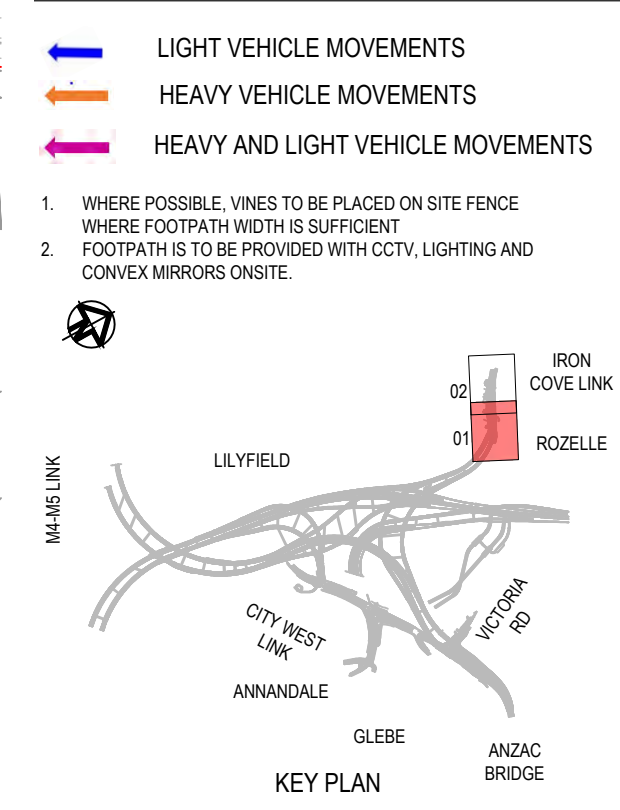 LIGHT VEHICLE MOVEMENTS
HEAVY VEHICLE MOVEMENTS
HEAVY AND LIGHT VEHICLE MOVEMENTS
1. WHERE POSSIBLE, VINES TO BE PLACED ON SITE FENCE
WHERE FOOTPATH WIDTH IS SUFFICIENT
2. FOOTPATH IS TO BE PROVIDED WITH CCTV, LIGHTING AND
CONVEX MIRRORS ONSITE.
N
IRON
COVE LINK
02
01
ROZELLE
LILYFIELD
M4-M5 LINK
VICTORIA
RD
CITY WEST
LINK
ANNANDALE
GLEBE
ANZAC
BRIDGE
KEY PLAN